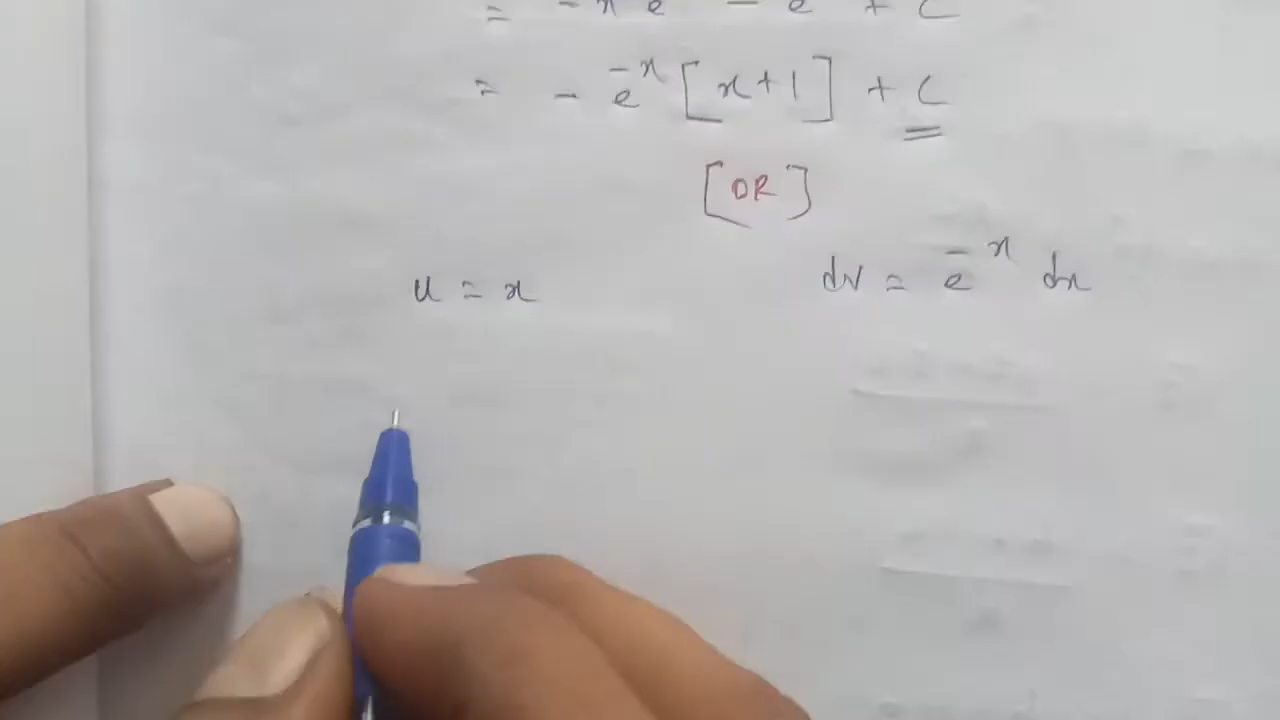 = - x e - e + C
= - e^-x [x+1] + C
[OR]
u = x dv = e^-x dx